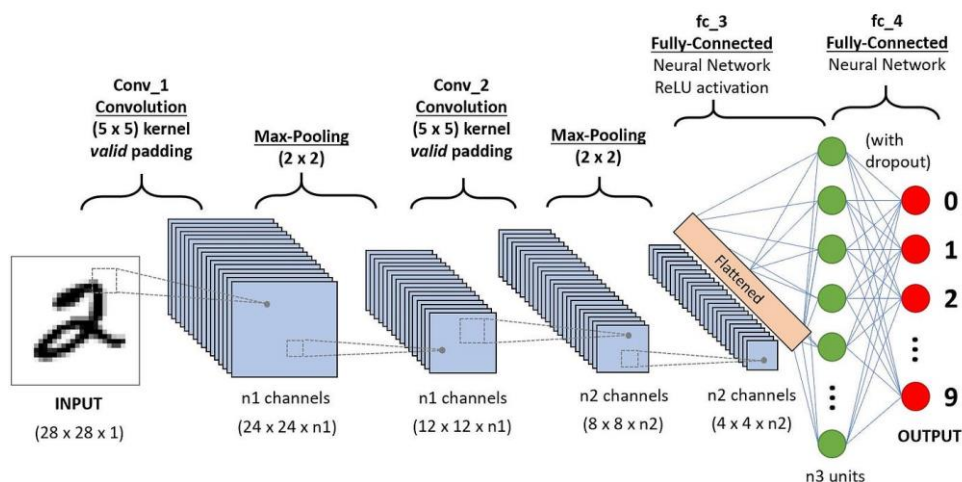 fc_3
Fully-Connected
Neural Network
ReLU activation
fc_4
Fully-Connected
Neural Network
Conv_1
Convolution
(5 x 5) kernel
valid padding
Max-Pooling
(2 x 2)
Conv_2
Convolution
(5 x 5) kernel
valid padding
Max-Pooling
(2 x 2)
(with
dropout)
Flattened
0
1
2
...
9
...
INPUT
(28 x 28 x 1)
n1 channels
(24 x 24 x n1)
n1 channels
(12 x 12 x n1)
n2 channels
(8 x 8 x n2)
n2 channels
(4 x 4 x n2)
OUTPUT
n3 units
2